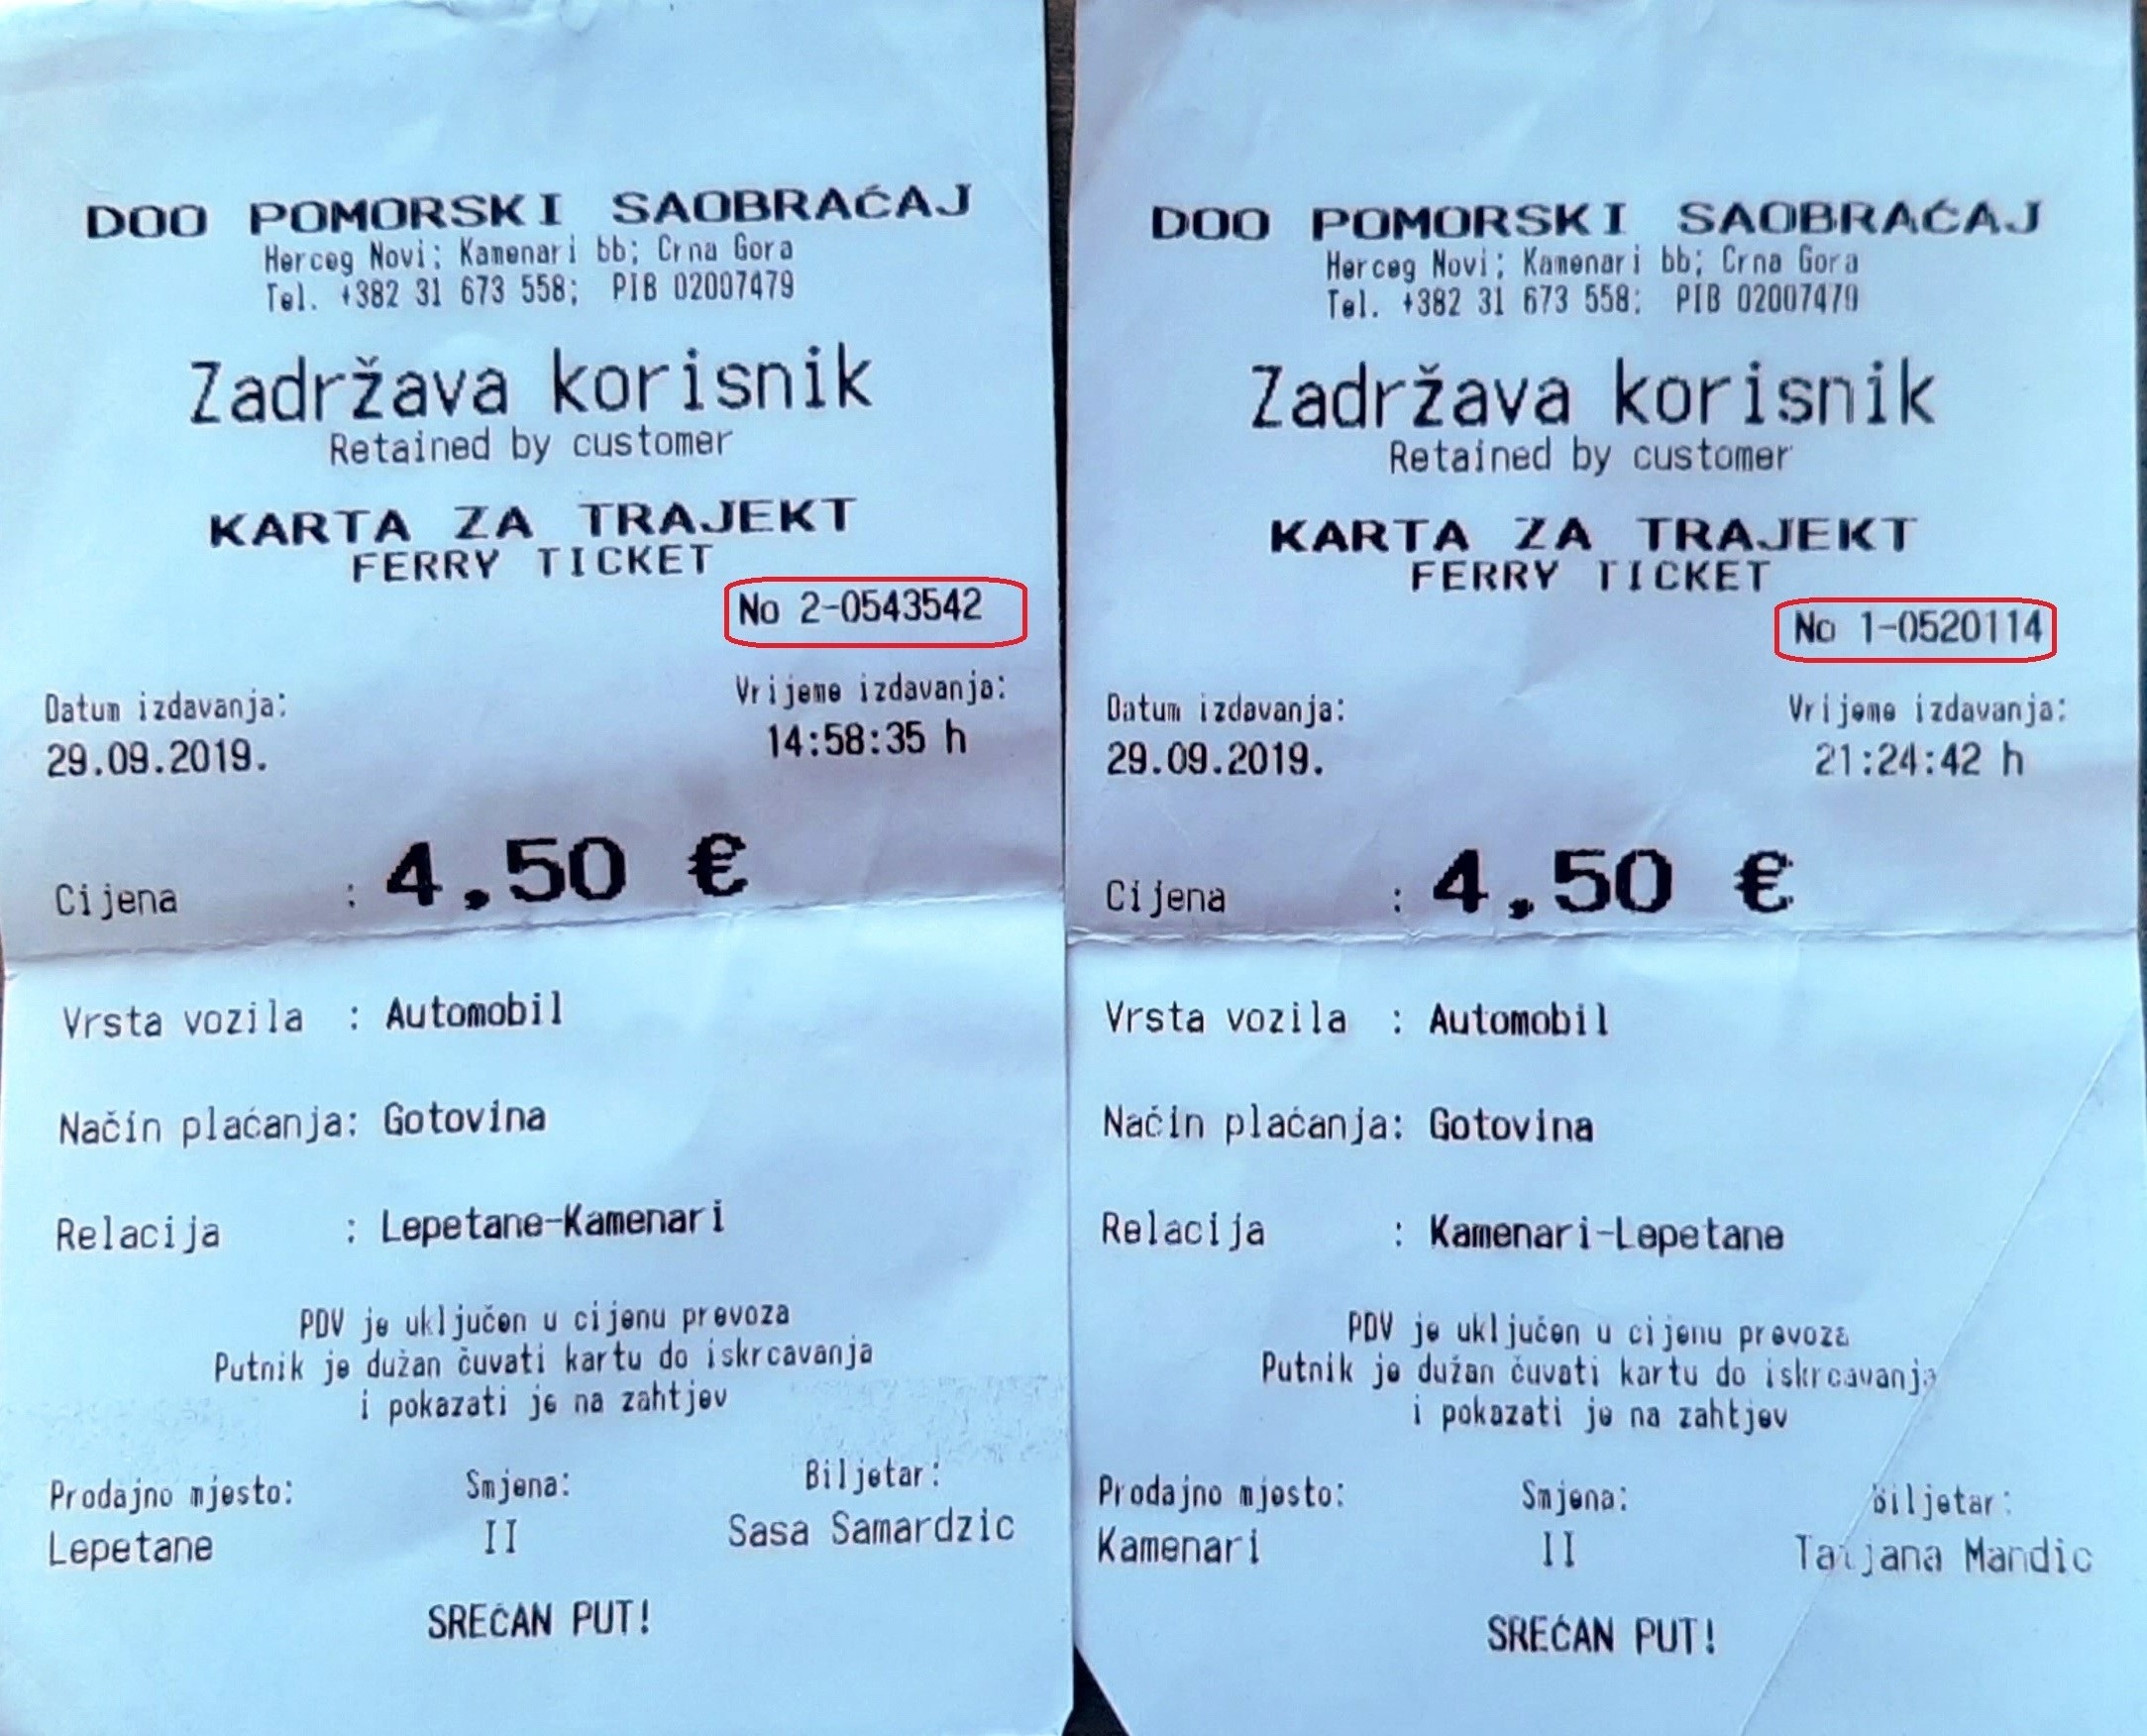 DOO POMORSKI SAOBRAĆAJ
Herceg Novi; Kamenari bb; Crna Gora
Tel. +382 31 673 558; PIB 02007479
Zadržava korisnik
Retained by customer
KARTA ZA TRAJEKT
FERRY TICKET
No 2-0543542
Datum izdavanja: Vrijeme izdavanja:
29.09.2019. 14:58:35 h
Cijena : 4,50 €
Vrsta vozila : Automobil
Način plaćanja: Gotovina
Relacija : Lepetane-Kamenari
PDV je uključen u cijenu prevoza
Putnik je dužan čuvati kartu do iskrcavanja
i pokazati je na zahtjev
Prodajno mjesto: Smjena: Biljetar:
Lepetane II Sasa Samardzic
SREĆAN PUT!
DOO POMORSKI SAOBRAĆAJ
Herceg Novi; Kamenari bb; Crna Gora
Tel. +382 31 673 558; PIB 02007479
Zadržava korisnik
Retained by customer
KARTA ZA TRAJEKT
FERRY TICKET
No 1-0520114
Datum izdavanja: Vrijeme izdavanja:
29.09.2019. 21:24:42 h
Cijena : 4,50 €
Vrsta vozila : Automobil
Način plaćanja: Gotovina
Relacija : Kamenari-Lepetane
PDV je uključen u cijenu prevoza
Putnik je dužan čuvati kartu do iskrcavanja
i pokazati je na zahtjev
Prodajno mjesto: Smjena: Biljetar:
Kamenari II Tatjana Mandic
SREĆAN PUT!